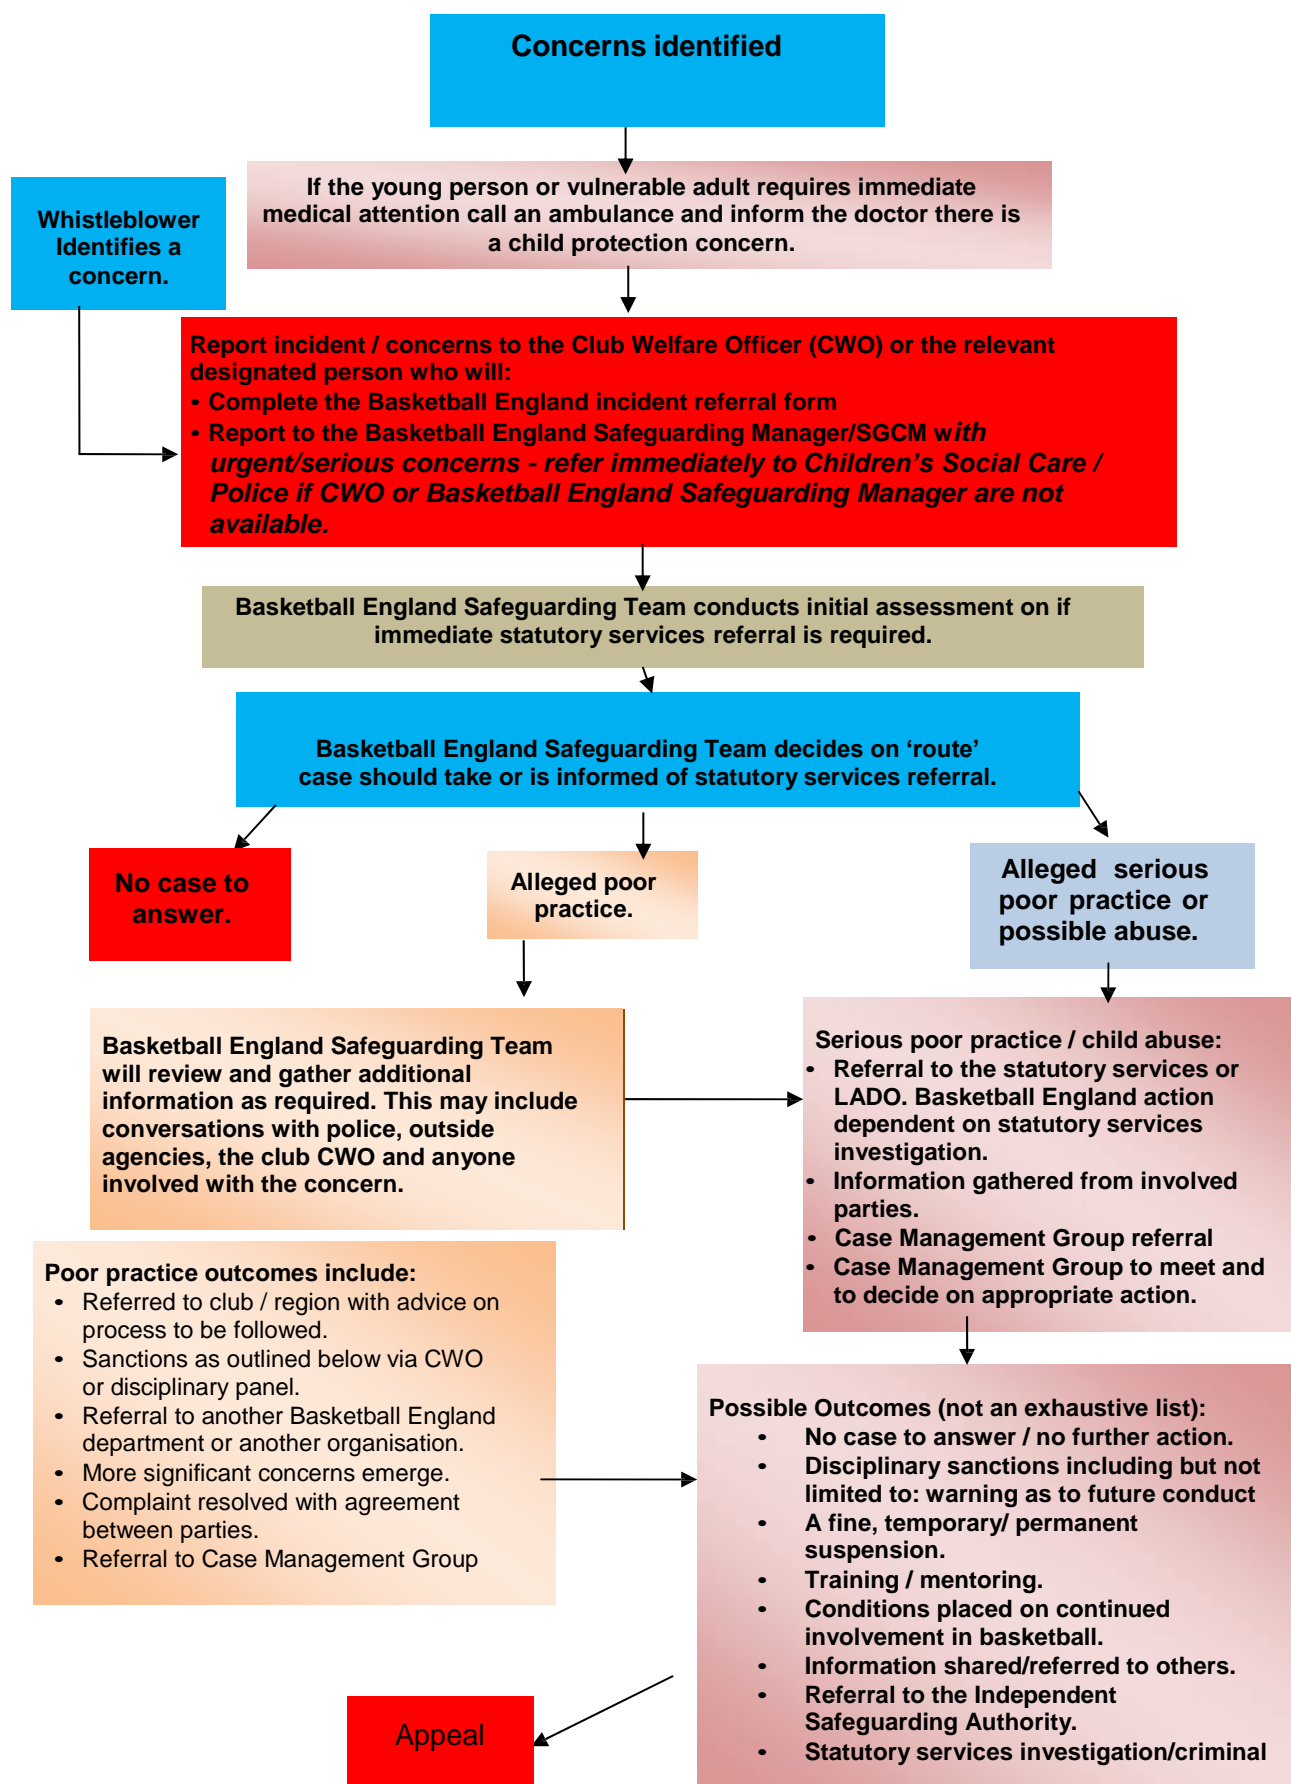 Concerns identified
If the young person or vulnerable adult requires immediate
medical attention call an ambulance and inform the doctor there is
a child protection concern.
Whistleblower
Identifies a
concern.
Report incident / concerns to the Club Welfare Officer (CWO) or the relevant
designated person who will:
• Complete the Basketball England incident referral form
• Report to the Basketball England Safeguarding Manager/SGCM with
urgent/serious concerns - refer immediately to Children’s Social Care /
Police if CWO or Basketball England Safeguarding Manager are not
available.
Basketball England Safeguarding Team conducts initial assessment on if
immediate statutory services referral is required.
Basketball England Safeguarding Team decides on ‘route’
case should take or is informed of statutory services referral.
No case to
answer.
Alleged poor
practice.
Alleged serious
poor practice or
possible abuse.
Basketball England Safeguarding Team
will review and gather additional
information as required. This may include
conversations with police, outside
agencies, the club CWO and anyone
involved with the concern.
Serious poor practice / child abuse:
• Referral to the statutory services or
LADO. Basketball England action
dependent on statutory services
investigation.
• Information gathered from involved
parties.
• Case Management Group referral
• Case Management Group to meet and
to decide on appropriate action.
Poor practice outcomes include:
• Referred to club / region with advice on
process to be followed.
• Sanctions as outlined below via CWO
or disciplinary panel.
• Referral to another Basketball England
department or another organisation.
• More significant concerns emerge.
• Complaint resolved with agreement
between parties.
• Referral to Case Management Group
Possible Outcomes (not an exhaustive list):
• No case to answer / no further action.
• Disciplinary sanctions including but not
limited to: warning as to future conduct
• A fine, temporary/ permanent
suspension.
• Training / mentoring.
• Conditions placed on continued
involvement in basketball.
• Information shared/referred to others.
• Referral to the Independent
Safeguarding Authority.
• Statutory services investigation/criminal
Appeal